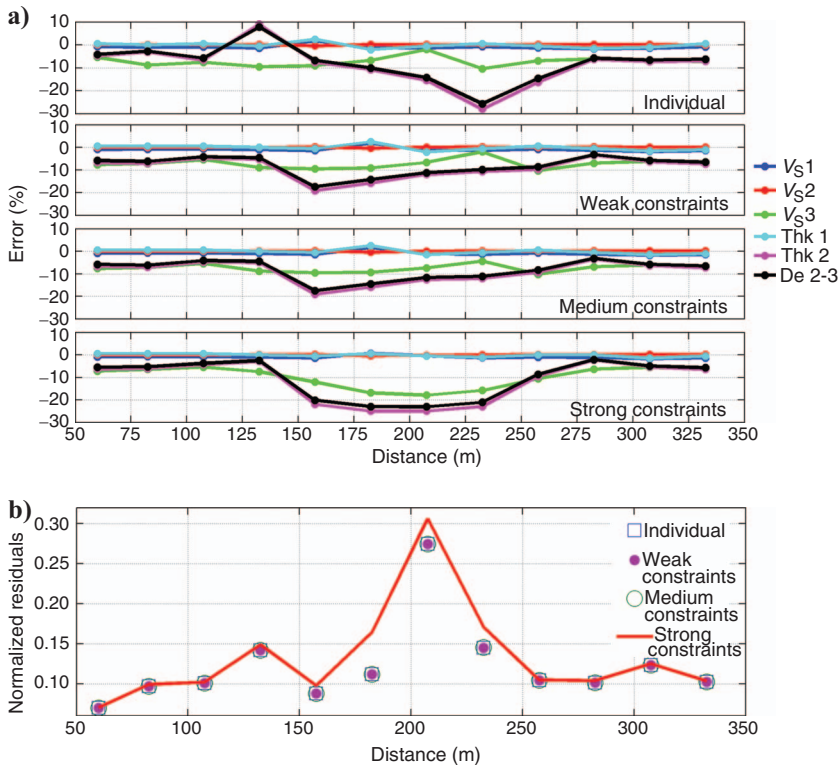 a)
10
0
−10
−20
−30
Individual
10
0
−10
−20
−30
Weak constraints
10
0
−10
−20
−30
Medium constraints
10
0
−10
−20
−30
Strong constraints
Error (%)
50 75 100 125 150 175 200 225 250 275 300 325 350
Distance (m)
VS1
VS2
VS3
Thk 1
Thk 2
De 2-3
b)
0.30
0.25
0.20
0.15
0.10
Normalized residuals
Individual
Weak
constraints
Medium
constraints
Strong
constraints
50 100 150 200 250 300 350
Distance (m)